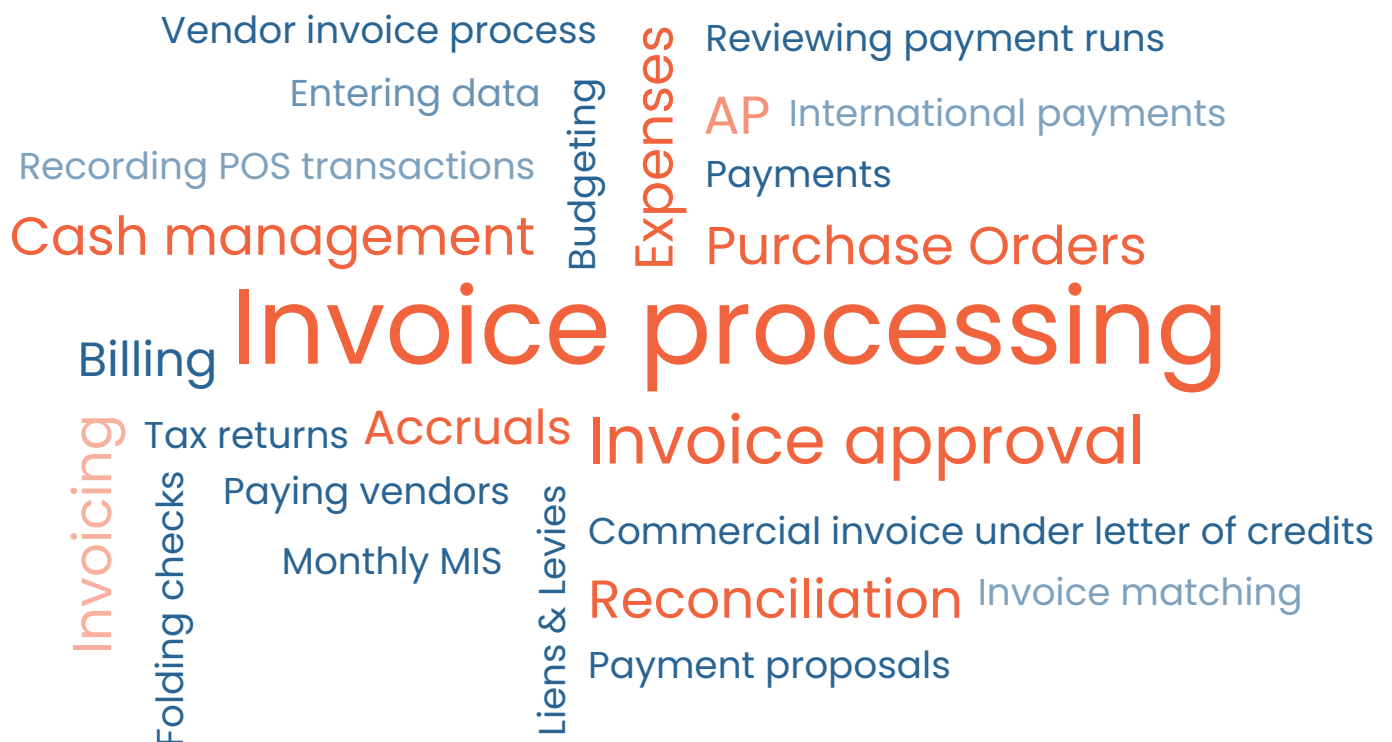 Vendor invoice process
Expenses
Reviewing payment runs
Entering data
Budgeting
AP
International payments
Recording POS transactions
Payments
Cash management
Purchase Orders
Invoice processing
Billing
Invoicing
Tax returns
Accruals
Invoice approval
Folding checks
Paying vendors
Liens & Levies
Commercial invoice under letter of credits
Monthly MIS
Reconciliation
Invoice matching
Payment proposals